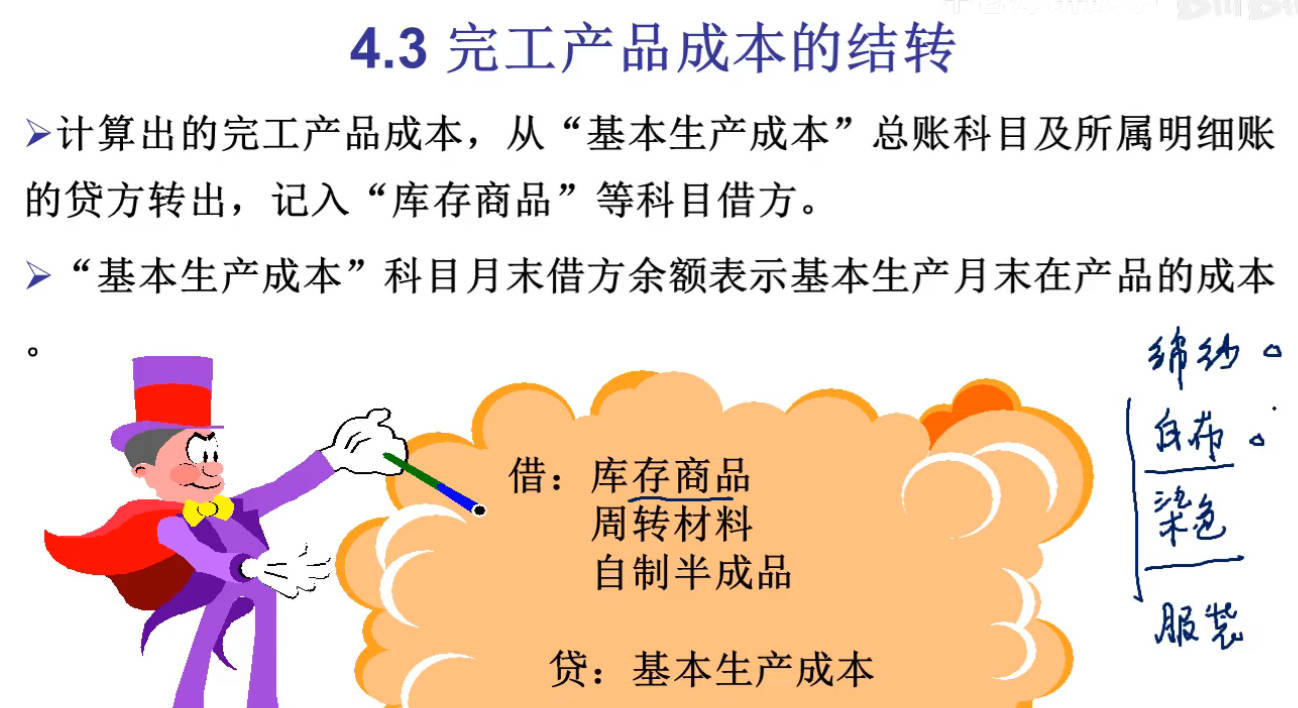 4.3 完工产品成本的结转
计算出的完工产品成本，从“基本生产成本”总账科目及所属明细账
的贷方转出，记入“库存商品”等科目借方。
“基本生产成本”科目月末借方余额表示基本生产月末在产品的成本
。
借：库存商品
周转材料
自制半成品
贷：基本生产成本
绵纱。
白布。
染色
服装